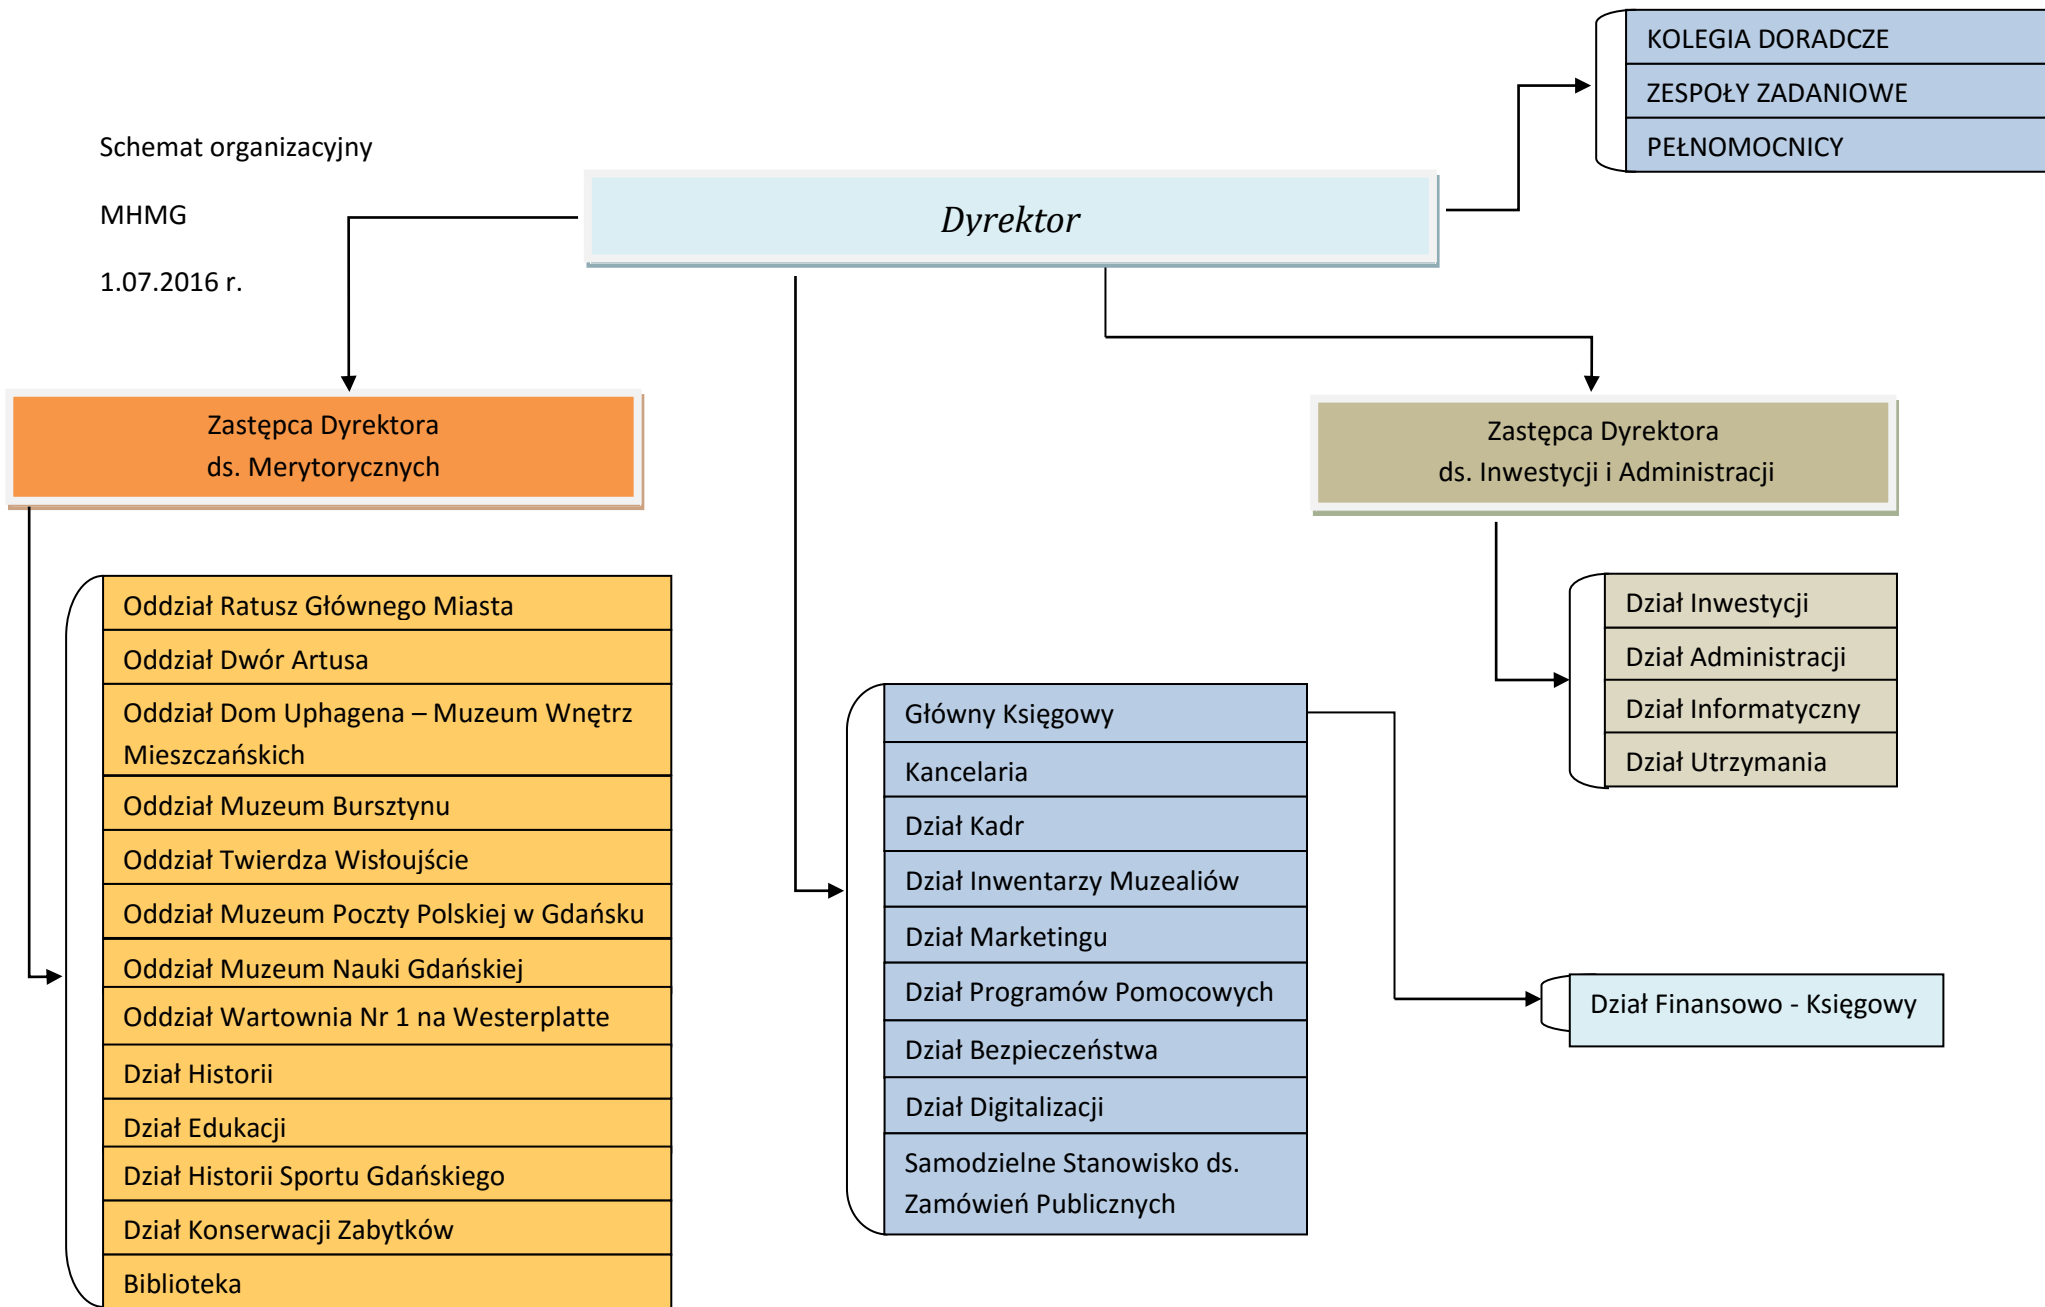 KOLEGIA DORADCZE
ZESPOŁY ZADANIOWE
PEŁNOMOCNICY
Schemat organizacyjny
MHMG
1.07.2016 r.
Dyrektor
Zastępca Dyrektora
ds. Merytorycznych
Zastępca Dyrektora
ds. Inwestycji i Administracji
Oddział Ratusz Głównego Miasta
Oddział Dwór Artusa
Oddział Dom Uphagena – Muzeum Wnętrz
Mieszczańskich
Oddział Muzeum Bursztynu
Oddział Twierdza Wisłoujście
Oddział Muzeum Poczty Polskiej w Gdańsku
Oddział Muzeum Nauki Gdańskiej
Oddział Wartownia Nr 1 na Westerplatte
Dział Historii
Dział Edukacji
Dział Historii Sportu Gdańskiego
Dział Konserwacji Zabytków
Biblioteka
Główny Księgowy
Kancelaria
Dział Kadr
Dział Inwentarzy Muzealiów
Dział Marketingu
Dział Programów Pomocowych
Dział Bezpieczeństwa
Dział Digitalizacji
Samodzielne Stanowisko ds.
Zamówień Publicznych
Dział Inwestycji
Dział Administracji
Dział Informatyczny
Dział Utrzymania
Dział Finansowo - Księgowy